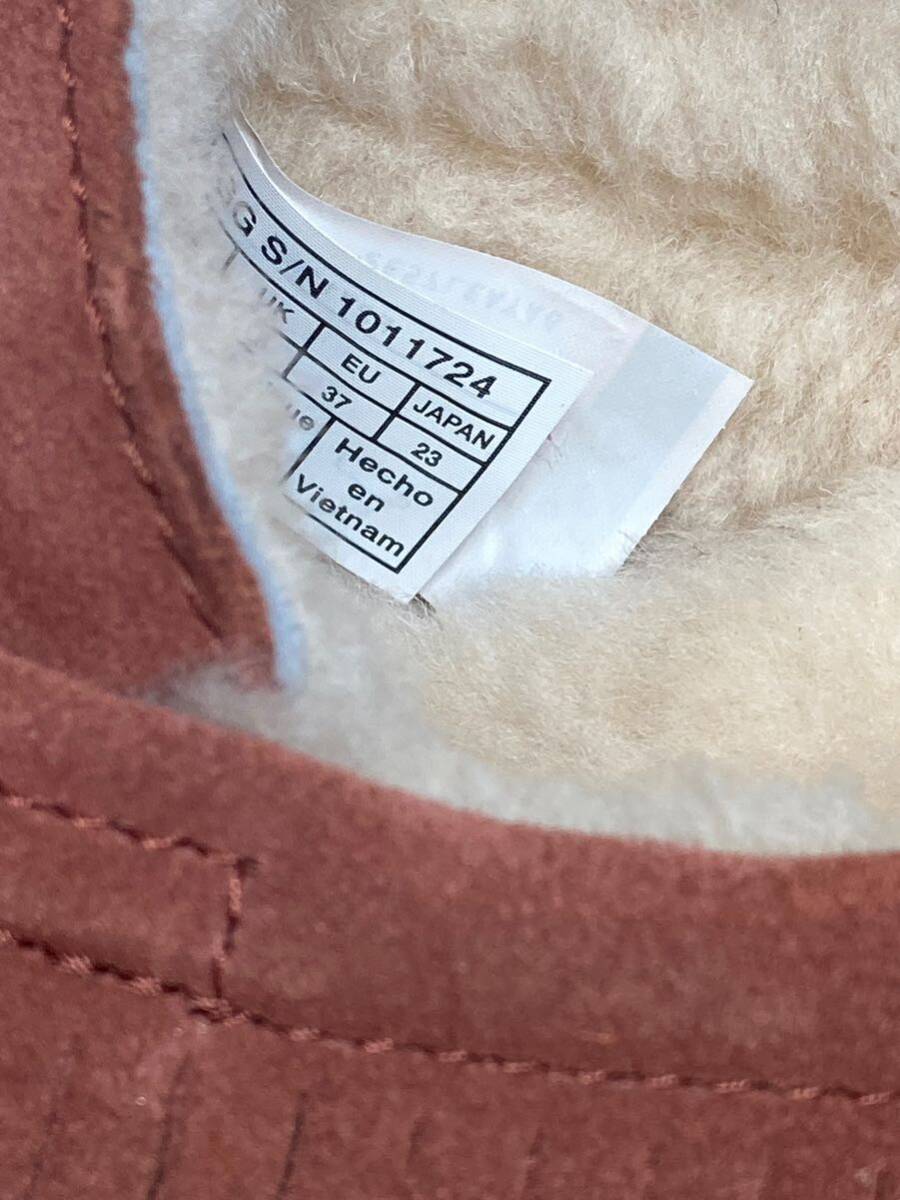 G S/N 1011724
UK EU JAPAN
37 23
Hecho
en
Vietnam